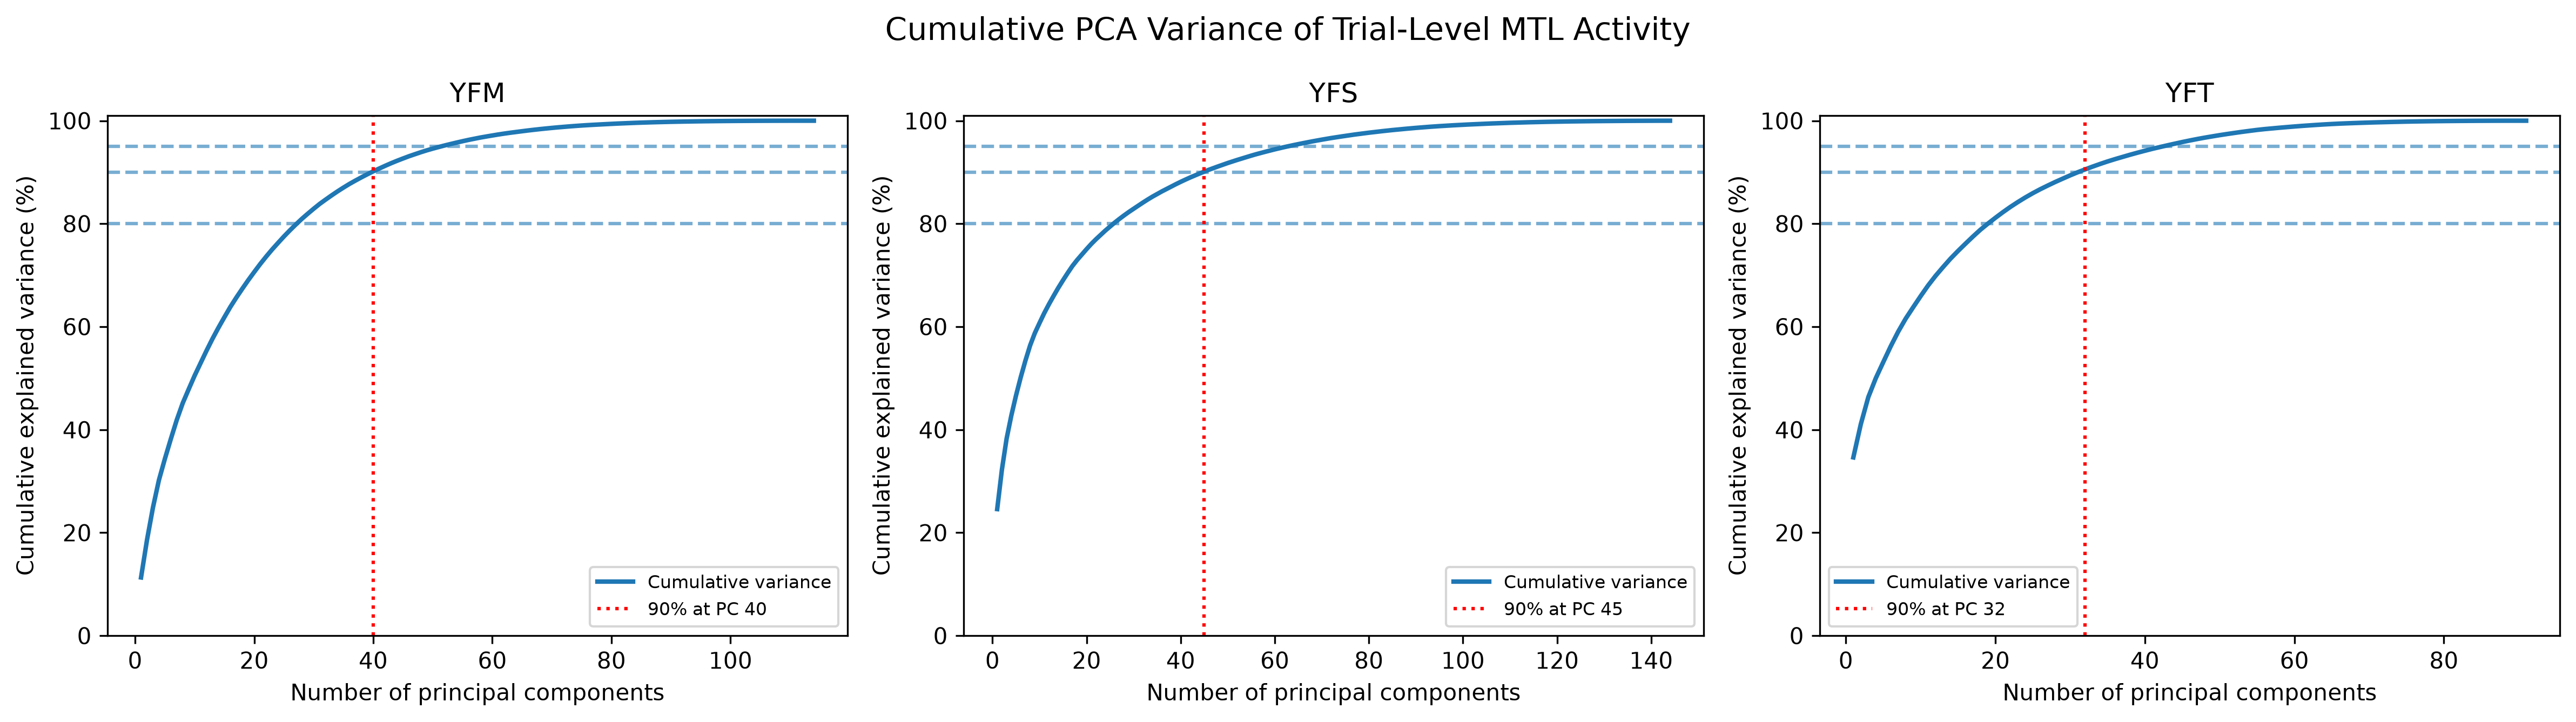 Cumulative PCA Variance of Trial-Level MTL Activity
YFM
Cumulative explained variance (%)
100
80
60
40
20
0
0 20 40 60 80 100
Number of principal components
Cumulative variance
90% at PC 40
YFS
Cumulative explained variance (%)
100
80
60
40
20
0
0 20 40 60 80 100 120 140
Number of principal components
Cumulative variance
90% at PC 45
YFT
Cumulative explained variance (%)
100
80
60
40
20
0
0 20 40 60 80
Number of principal components
Cumulative variance
90% at PC 32